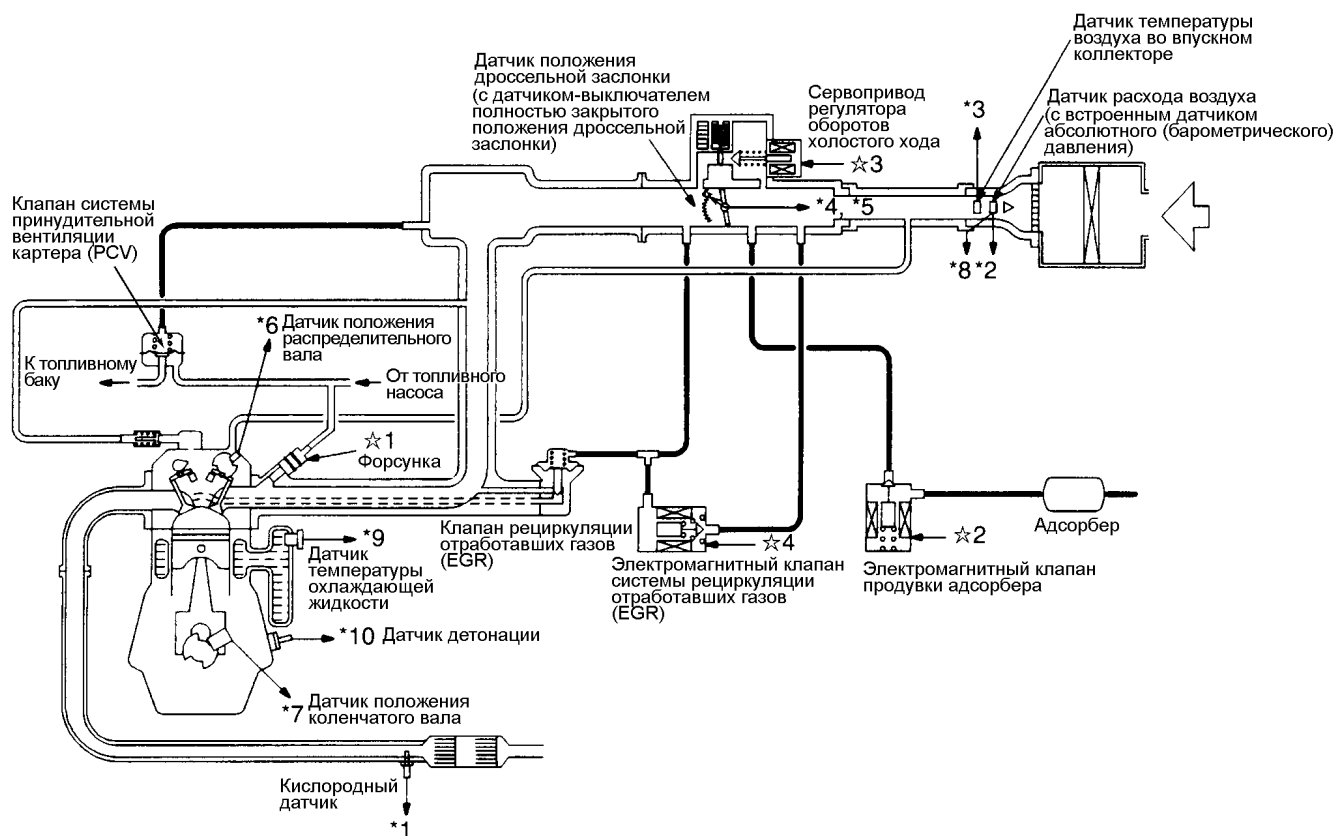 Датчик температуры
воздуха во впускном
коллекторе
Датчик положения
дроссельной заслонки
(с датчиком-выключателем
полностью закрытого
положения дроссельной
заслонки)
Сервопривод
регулятора
оборотов
холостого хода
☆3
*3
Датчик расхода воздуха
(с встроенным датчиком
абсолютного (барометрического)
давления)
*4 *5
*8 *2
Клапан системы
принудительной
вентиляции
картера (PCV)
*6 Датчик положения
распределительного
вала
К топливному
баку
От топливного
насоса
☆1
Форсунка
Клапан рециркуляции
отработавших газов
(EGR)
☆4
Электромагнитный клапан
системы рециркуляции
отработавших газов
(EGR)
☆2
Электромагнитный клапан
продувки адсорбера
Адсорбер
*9
Датчик
температуры
охлаждающей
жидкости
*10 Датчик детонации
*7 Датчик положения
коленчатого вала
Кислородный
датчик
*1